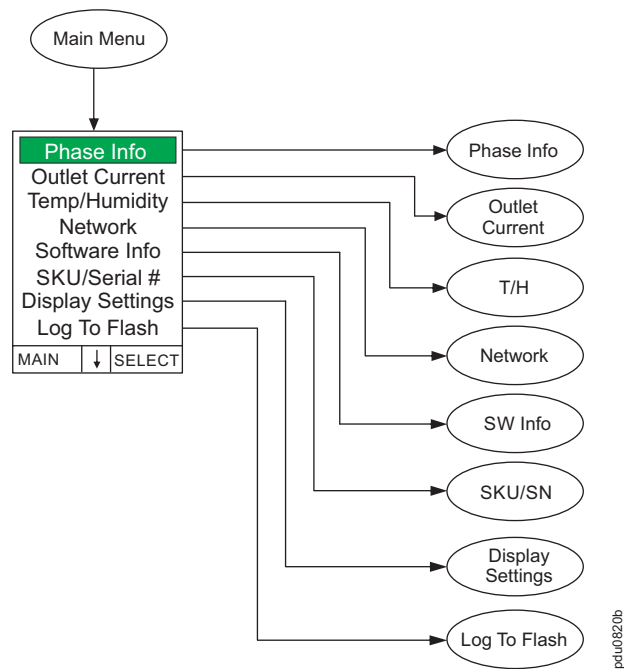 Main Menu
Phase Info
Outlet Current
Temp/Humidity
Network
Software Info
SKU/Serial #
Display Settings
Log To Flash
MAIN ↓ SELECT
Phase Info
Outlet
Current
T/H
Network
SW Info
SKU/SN
Display
Settings
Log To Flash
pdu0820b